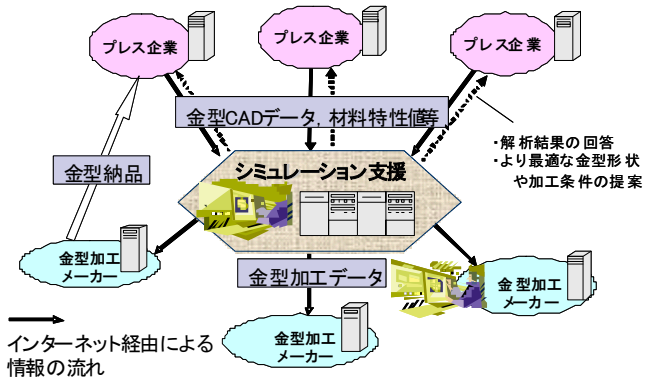 プレス企業
プレス企業
プレス企業
金型CADデータ，材料特性値等
・解析結果の回答
・より最適な金型形状
や加工条件の提案
シミュレーション支援
金型納品
金型加工
メーカー
金型加工データ
金型加工
メーカー
金型加工
メーカー
インターネット経由による
情報の流れ